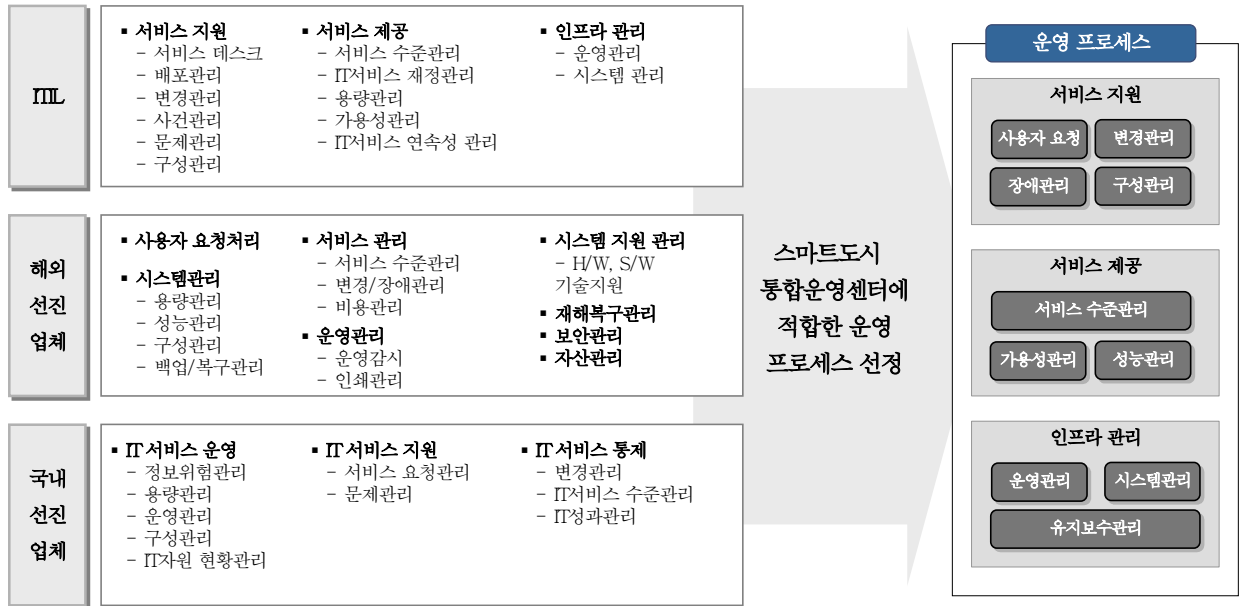 ITIL
▪ 서비스 지원
– 서비스 데스크
– 배포관리
– 변경관리
– 사건관리
– 문제관리
– 구성관리
▪ 서비스 제공
– 서비스 수준관리
– IT서비스 재정관리
– 용량관리
– 가용성관리
– IT서비스 연속성 관리
▪ 인프라 관리
– 운영관리
– 시스템 관리
해외
선진
업체
▪ 사용자 요청처리
▪ 시스템관리
– 용량관리
– 성능관리
– 구성관리
– 백업/복구관리
▪ 서비스 관리
– 서비스 수준관리
– 변경/장애관리
– 비용관리
▪ 운영관리
– 운영감시
– 인쇄관리
▪ 시스템 지원 관리
– H/W, S/W
기술지원
▪ 재해복구관리
▪ 보안관리
▪ 자산관리
국내
선진
업체
▪ IT 서비스 운영
– 정보위험관리
– 용량관리
– 운영관리
– 구성관리
– IT자원 현황관리
▪ IT 서비스 지원
– 서비스 요청관리
– 문제관리
▪ IT 서비스 통제
– 변경관리
– IT서비스 수준관리
– IT성과관리
스마트도시
통합운영센터에
적합한 운영
프로세스 선정
운영 프로세스
서비스 지원
사용자 요청
변경관리
장애관리
구성관리
서비스 제공
서비스 수준관리
가용성관리
성능관리
인프라 관리
운영관리
시스템관리
유지보수관리